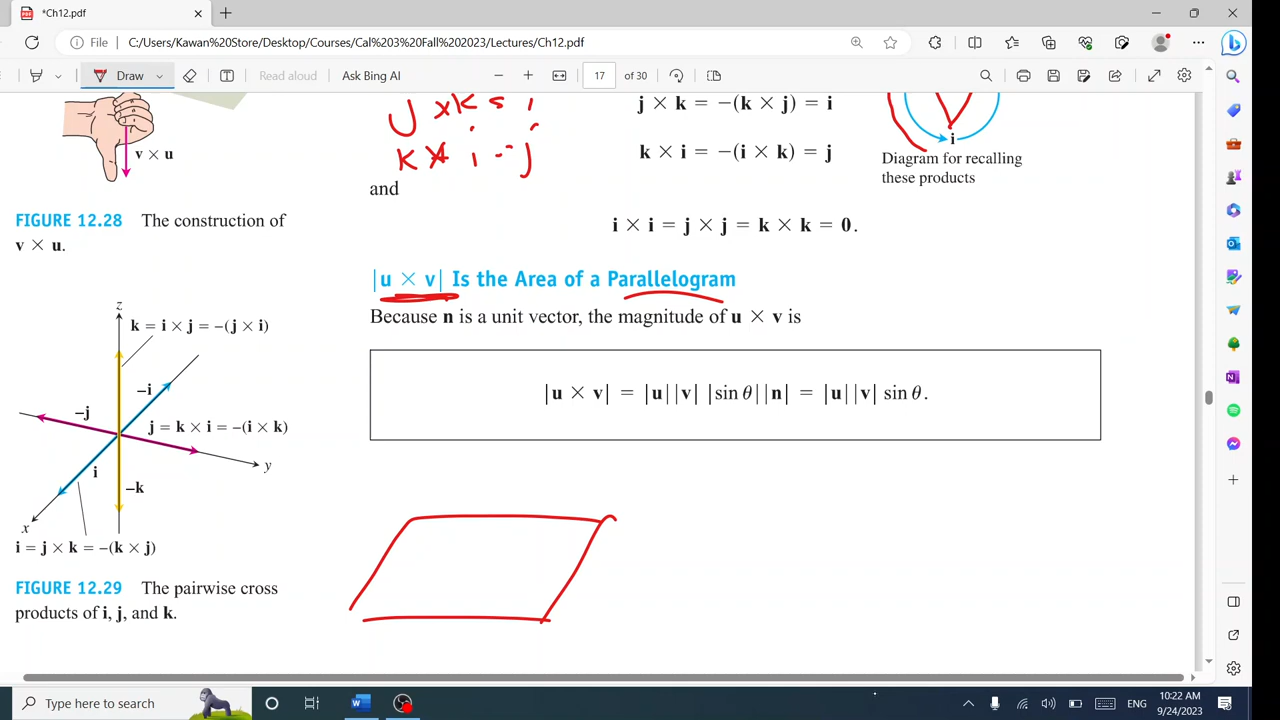 *Ch12.pdf
File C:/Users/Kawan%20Store/Desktop/Courses/Cal%203%20Fall%202023/Lectures/Ch12.pdf
Draw Read aloud Ask Bing AI 17 of 30
v × u
FIGURE 12.28 The construction of
v × u.
z
k = i × j = −(j × i)
−i
−j
j = k × i = −(i × k)
y
i
−k
x
i = j × k = −(k × j)
FIGURE 12.29 The pairwise cross
products of i, j, and k.
j × k = i
k × i = j
j × k = −(k × j) = i
k × i = −(i × k) = j
i
Diagram for recalling
these products
and
i × i = j × j = k × k = 0.
|u × v| Is the Area of a Parallelogram
Because n is a unit vector, the magnitude of u × v is
|u × v| = |u||v| |sin θ||n| = |u||v| sin θ.
Type here to search
ENG
10:22 AM
9/24/2023